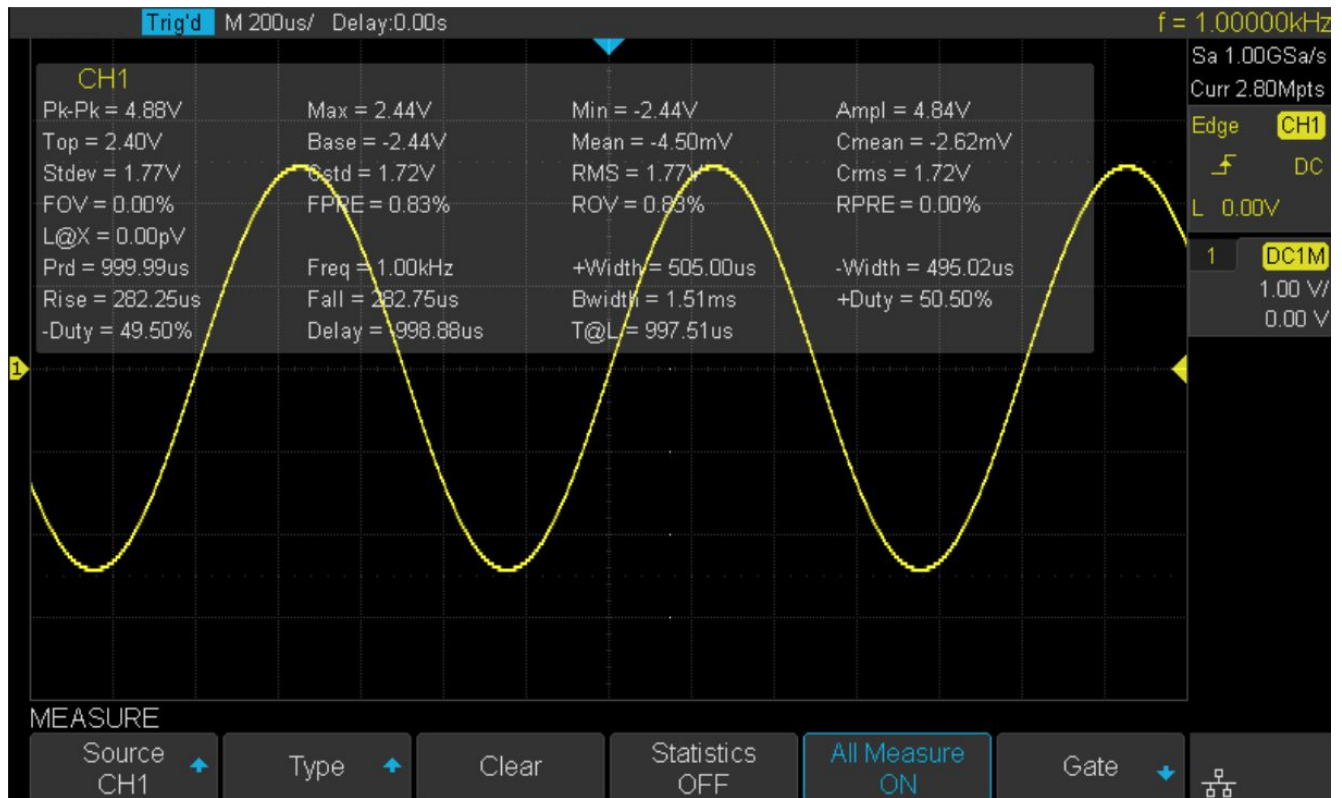 Trig'd M 200us/ Delay:0.00s f = 1.00000kHz
Sa 1.00GSa/s
Curr 2.80Mpts
Edge CH1
DC
L 0.00V
1 DC1M
1.00 V/
0.00 V
CH1
Pk-Pk = 4.88V Max = 2.44V Min = -2.44V Ampl = 4.84V
Top = 2.40V Base = -2.44V Mean = -4.50mV Cmean = -2.62mV
Stdev = 1.77V Cstd = 1.72V RMS = 1.77V Crms = 1.72V
FOV = 0.00% FPRE = 0.83% ROV = 0.83% RPRE = 0.00%
L@X = 0.00pV
Prd = 999.99us Freq = 1.00kHz +Width = 505.00us -Width = 495.02us
Rise = 282.25us Fall = 282.75us Bwidth = 1.51ms +Duty = 50.50%
-Duty = 49.50% Delay = -998.88us T@L = 997.51us
1
MEASURE
Source CH1
Type
Clear
Statistics OFF
All Measure ON
Gate